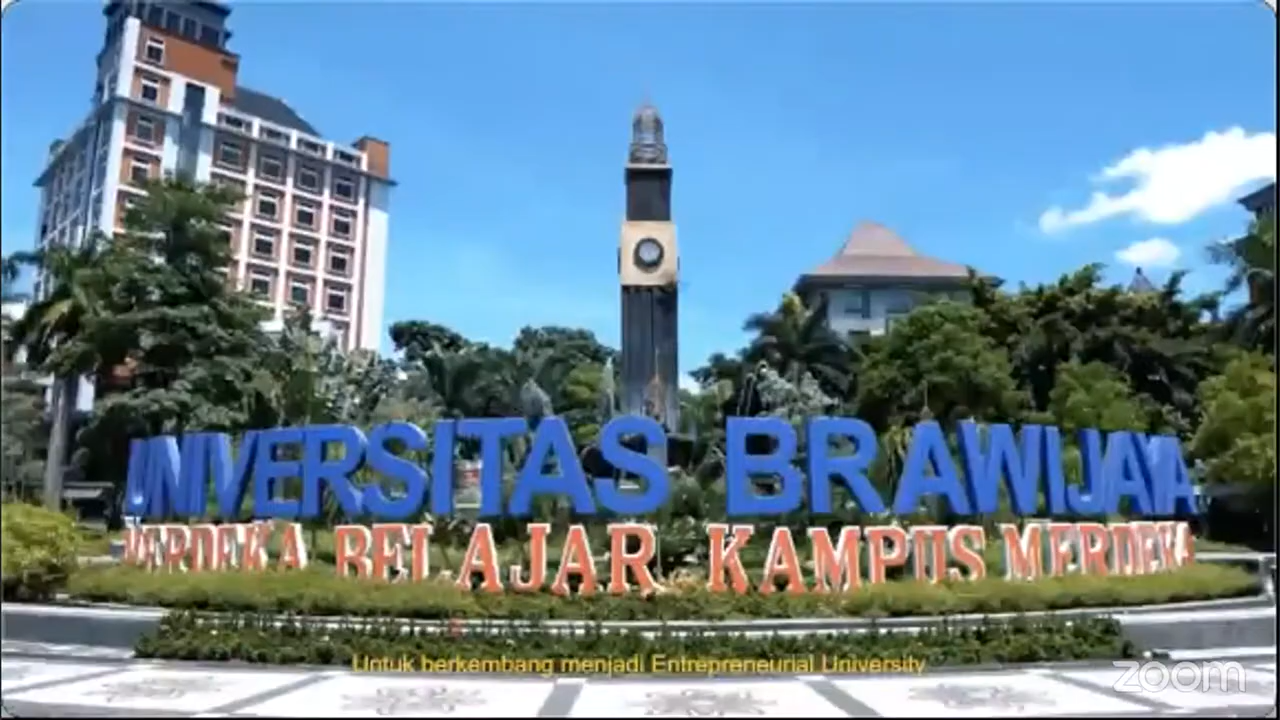 UNIVERSITAS BRAWIJAYA
MERDEKA BELAJAR KAMPUS MERDEKA
Untuk berkembang menjadi Entrepreneurial University
zoom